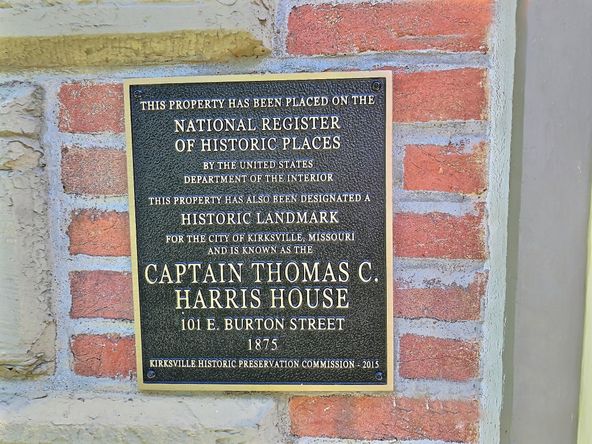 THIS PROPERTY HAS BEEN PLACED ON THE
NATIONAL REGISTER
OF HISTORIC PLACES
BY THE UNITED STATES
DEPARTMENT OF THE INTERIOR
THIS PROPERTY HAS ALSO BEEN DESIGNATED A
HISTORIC LANDMARK
FOR THE CITY OF KIRKSVILLE, MISSOURI
AND IS KNOWN AS THE
CAPTAIN THOMAS C.
HARRIS HOUSE
101 E. BURTON STREET
1875
KIRKSVILLE HISTORIC PRESERVATION COMMISSION - 2015